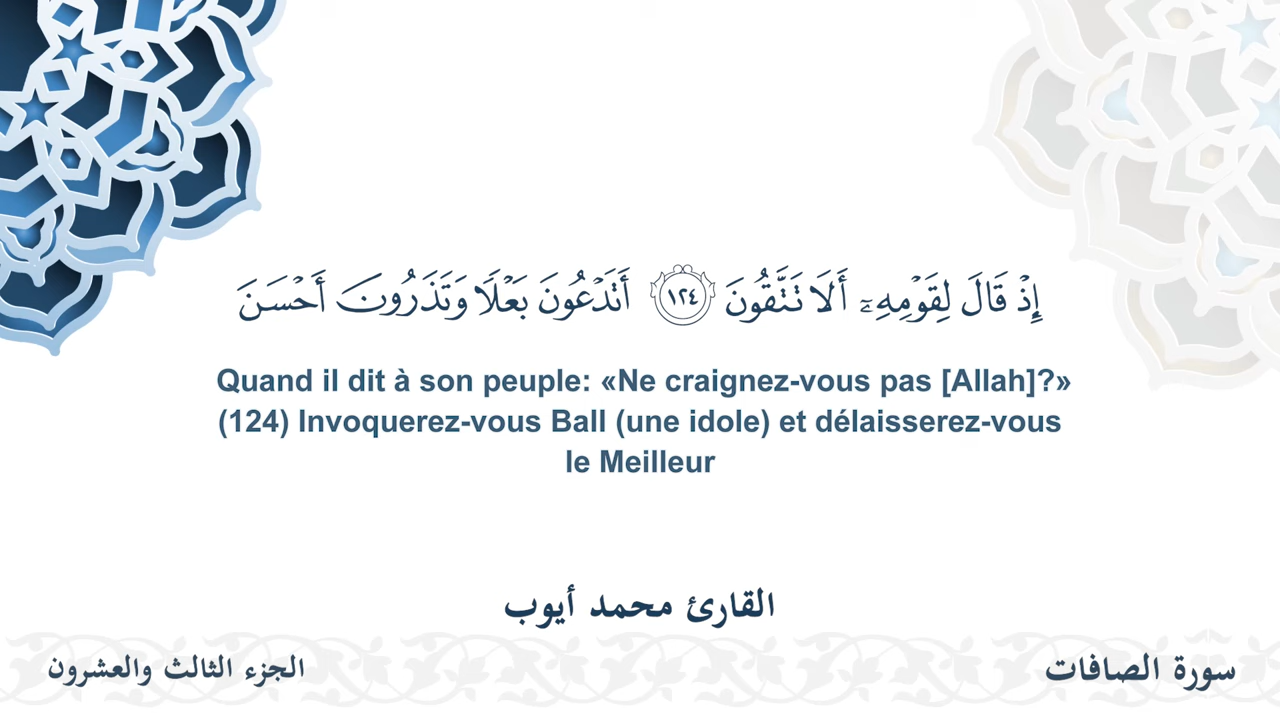 إِذۡ قَالَ لِقَوۡمِهِۦٓ أَلَا تَتَّقُونَ ١٢٤ أَتَدۡعُونَ بَعۡلٗا وَتَذَرُونَ أَحۡسَنَ
Quand il dit à son peuple: «Ne craignez-vous pas [Allah]?»
(124) Invoquerez-vous Ball (une idole) et délaisserez-vous
le Meilleur
القارئ محمد أيوب
سورة الصافات
الجزء الثالث والعشرون